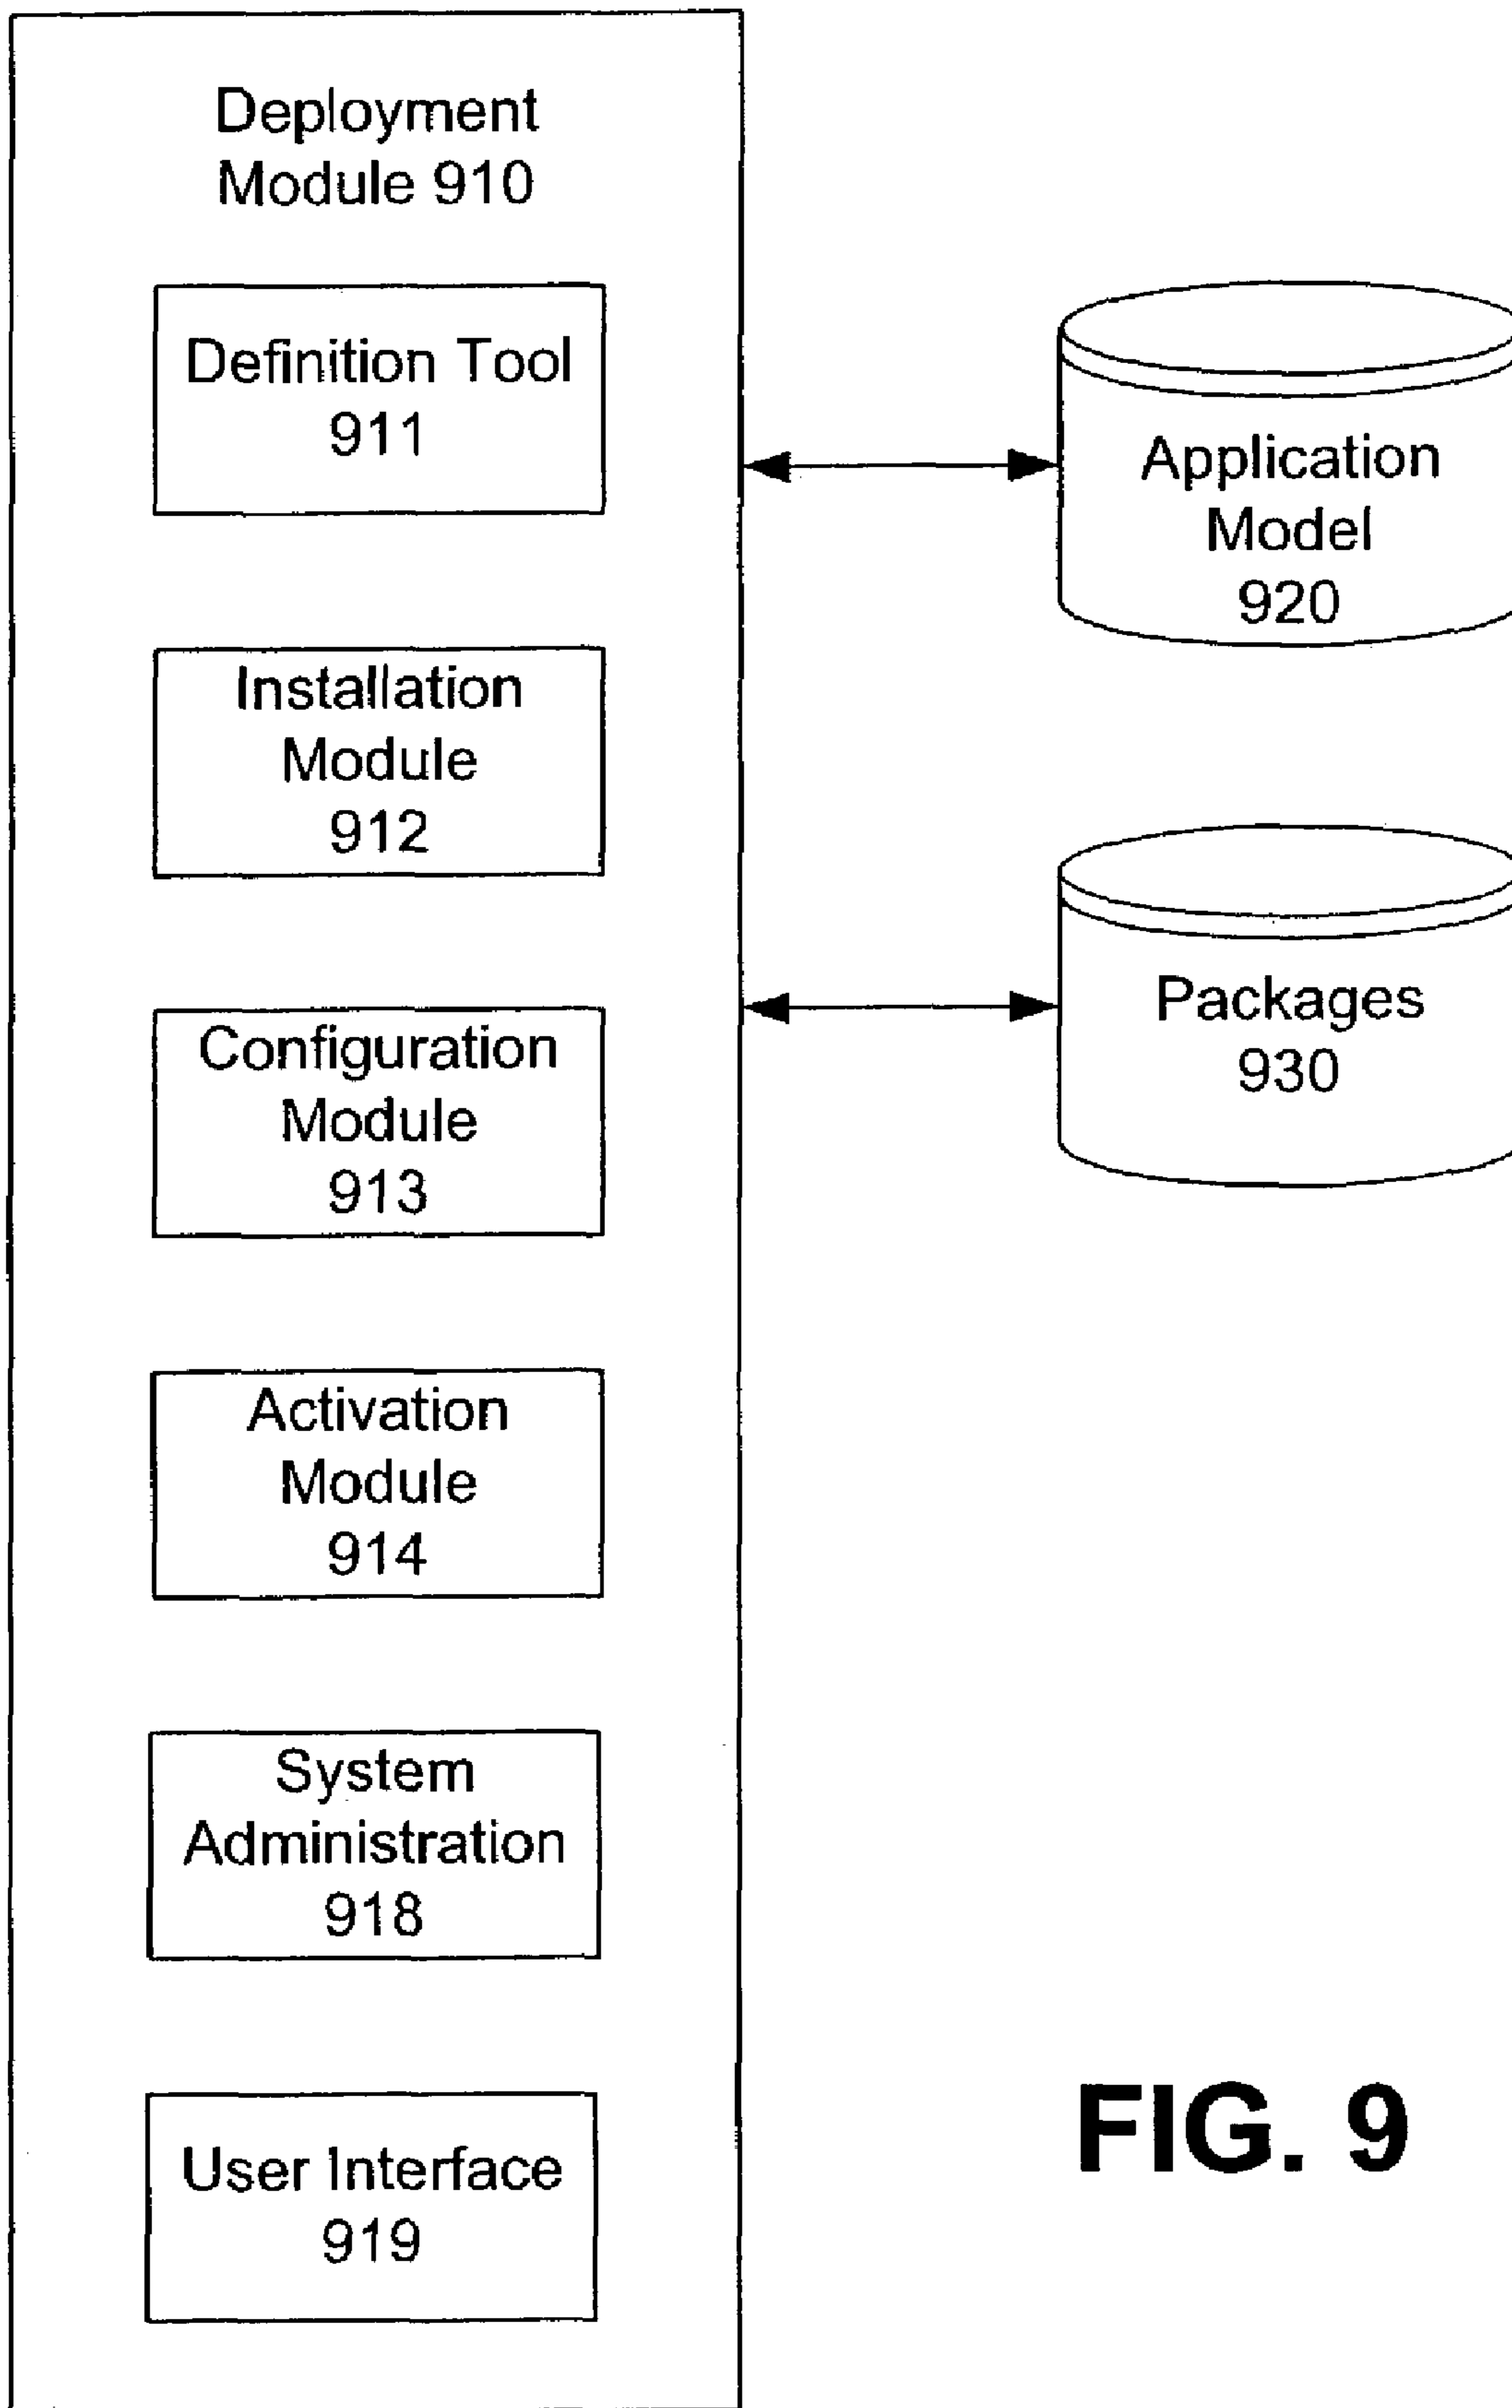 Deployment
Module 910
Definition Tool
911
Installation
Module
912
Configuration
Module
913
Activation
Module
914
System
Administration
918
User Interface
919
Application
Model
920
Packages
930
FIG. 9